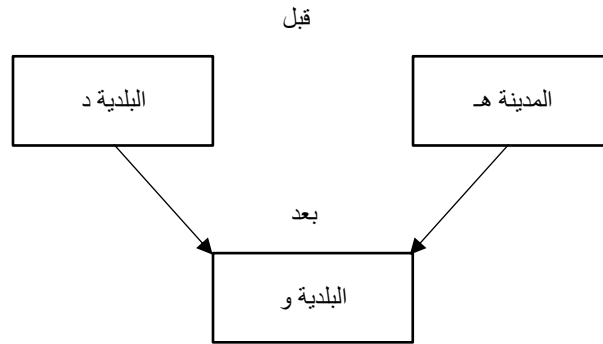 قبل
المدينة هـ
البلدية د
بعد
البلدية و